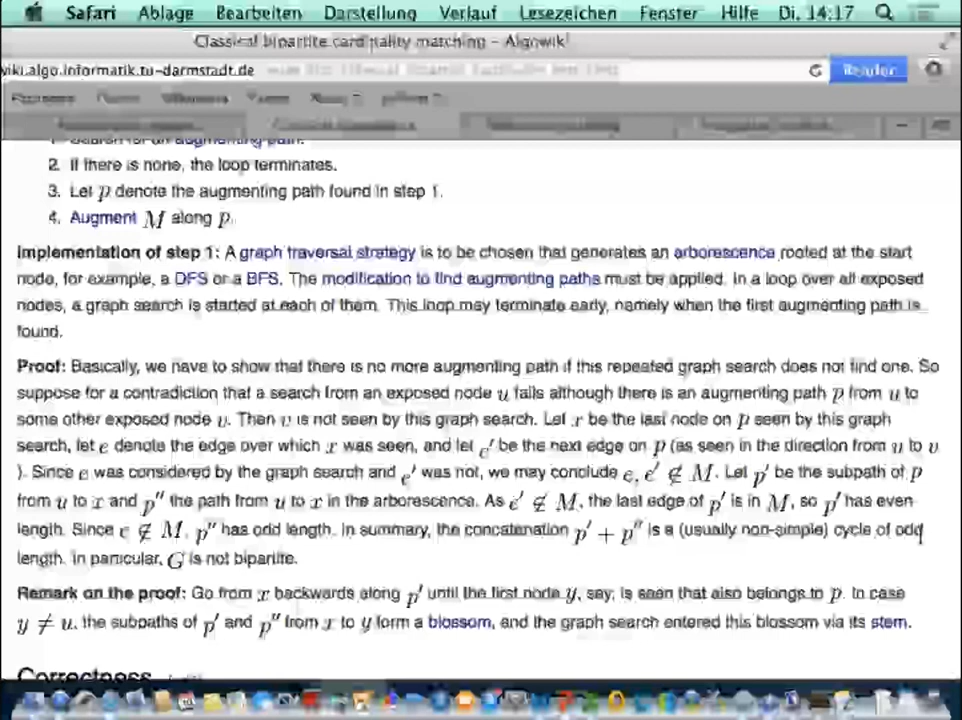 Safari Ablage Bearbeiten Darstellung Verlauf Lesezeichen Fenster Hilfe Di. 14:17
Classical bipartite cardinality matching – Algowiki
wiki.algo.informatik.tu-darmstadt.de Reader
1. Search for an augmenting path.
2. If there is none, the loop terminates.
3. Let p denote the augmenting path found in step 1.
4. Augment M along p.
Implementation of step 1: A graph traversal strategy is to be chosen that generates an arborescence rooted at the start
node, for example, a DFS or a BFS. The modification to find augmenting paths must be applied. In a loop over all exposed
nodes, a graph search is started at each of them. This loop may terminate early, namely when the first augmenting path is
found.
Proof: Basically, we have to show that there is no more augmenting path if this repeated graph search does not find one. So
suppose for a contradiction that a search from an exposed node u fails although there is an augmenting path p from u to
some other exposed node v. Then v is not seen by this graph search. Let x be the last node on p seen by this graph
search, let e denote the edge over which x was seen, and let e′ be the next edge on p (as seen in the direction from u to v
). Since e was considered by the graph search and e′ was not, we may conclude e, e′ ∉ M. Let p′ be the subpath of p
from u to x and p″ the path from u to x in the arborescence. As e′ ∉ M, the last edge of p′ is in M, so p′ has even
length. Since e ∉ M, p″ has odd length. In summary, the concatenation p′ + p″ is a (usually non-simple) cycle of odd
length. In particular, G is not bipartite.
Remark on the proof: Go from x backwards along p′ until the first node y, say, is seen that also belongs to p. In case
y ≠ u, the subpaths of p′ and p″ from x to y form a blossom, and the graph search entered this blossom via its stem.
Correctness